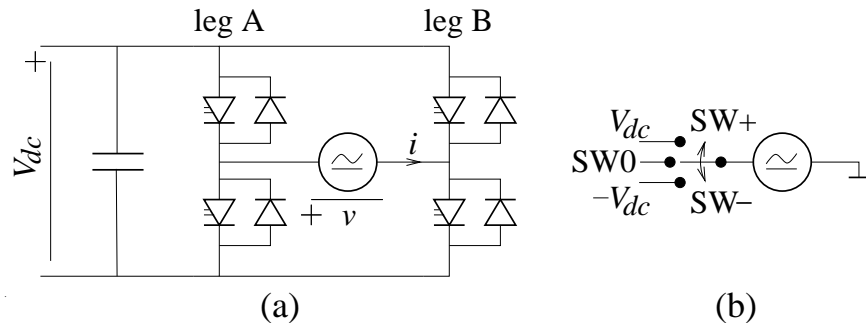 leg A
leg B
+
V_dc
i
+ v
V_dc
SW+
SW0
−V_dc
SW−
(a)
(b)